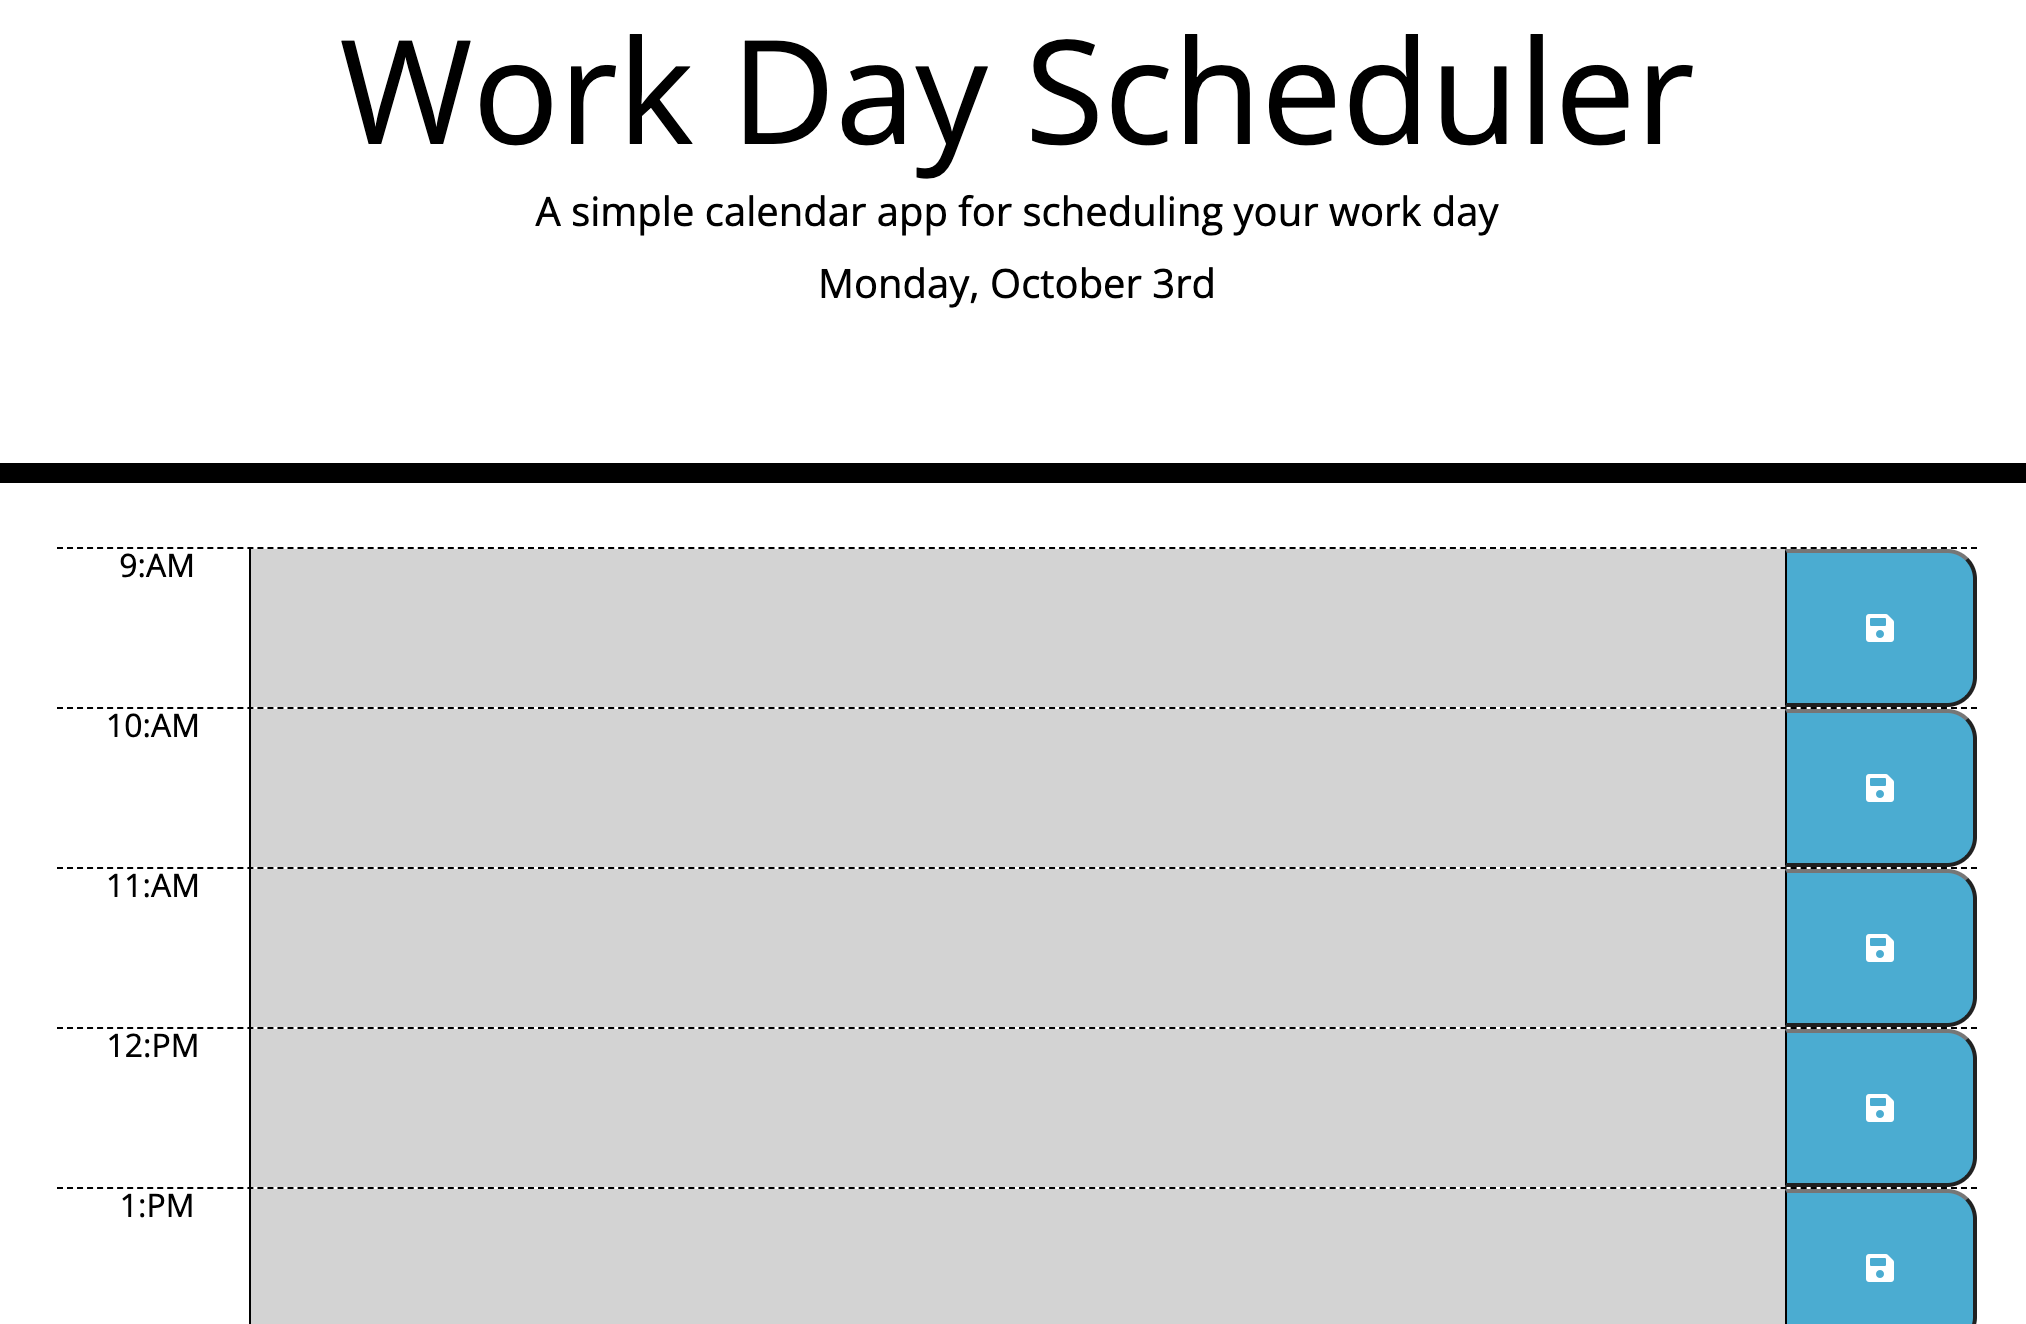 Work Day Scheduler
A simple calendar app for scheduling your work day
Monday, October 3rd
9:AM
10:AM
11:AM
12:PM
1:PM